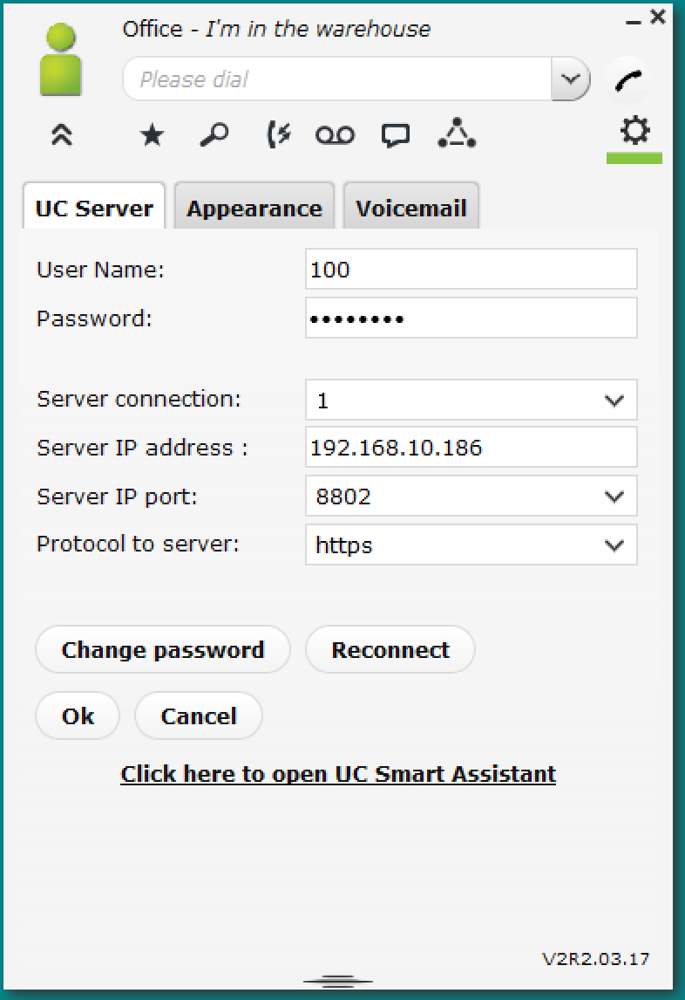 Office - I'm in the warehouse
Please dial
UC Server Appearance Voicemail
User Name: 100
Password: ••••••••
Server connection: 1
Server IP address : 192.168.10.186
Server IP port: 8802
Protocol to server: https
Change password Reconnect
Ok Cancel
Click here to open UC Smart Assistant
V2R2.03.17